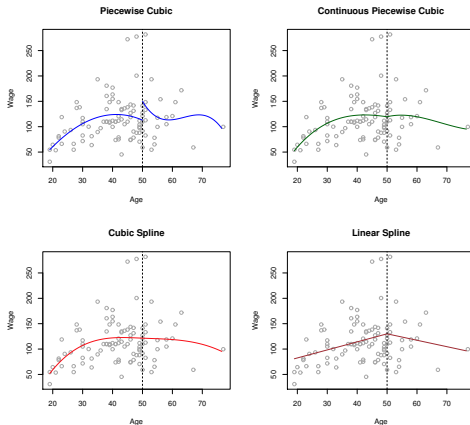 Piecewise Cubic
Continuous Piecewise Cubic
Wage
50 100 150 200 250
20 30 40 50 60 70
Age
Wage
50 100 150 200 250
20 30 40 50 60 70
Age
Cubic Spline
Linear Spline
Wage
50 100 150 200 250
20 30 40 50 60 70
Age
Wage
50 100 150 200 250
20 30 40 50 60 70
Age